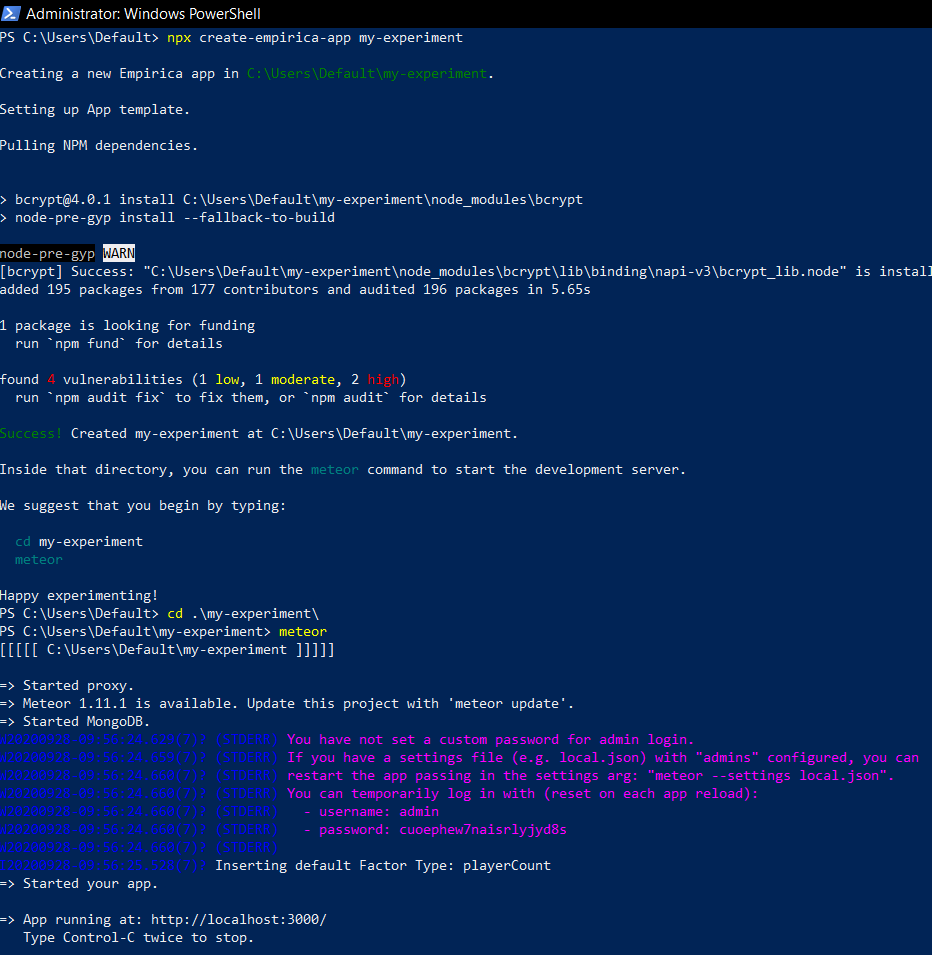 Administrator: Windows PowerShell
PS C:\Users\Default> npx create-empirica-app my-experiment
Creating a new Empirica app in C:\Users\Default\my-experiment.
Setting up App template.
Pulling NPM dependencies.
> bcrypt@4.0.1 install C:\Users\Default\my-experiment\node_modules\bcrypt
> node-pre-gyp install --fallback-to-build
node-pre-gyp WARN
[bcrypt] Success: "C:\Users\Default\my-experiment\node_modules\bcrypt\lib\binding\napi-v3\bcrypt_lib.node" is install
added 195 packages from 177 contributors and audited 196 packages in 5.65s
1 package is looking for funding
  run `npm fund` for details
found 4 vulnerabilities (1 low, 1 moderate, 2 high)
  run `npm audit fix` to fix them, or `npm audit` for details
Success! Created my-experiment at C:\Users\Default\my-experiment.
Inside that directory, you can run the meteor command to start the development server.
We suggest that you begin by typing:
  cd my-experiment
  meteor
Happy experimenting!
PS C:\Users\Default> cd .\my-experiment\
PS C:\Users\Default\my-experiment> meteor
[[[[[ C:\Users\Default\my-experiment ]]]]]
=> Started proxy.
=> Meteor 1.11.1 is available. Update this project with 'meteor update'.
=> Started MongoDB.
(STDERR) You have not set a custom password for admin login.
(STDERR) If you have a settings file (e.g. local.json) with "admins" configured, you can
(STDERR) restart the app passing in the settings arg: "meteor --settings local.json".
(STDERR) You can temporarily log in with (reset on each app reload):
(STDERR)   - username: admin
(STDERR)   - password: cuoephew7naisrlyjyd8s
(STDERR)
Inserting default Factor Type: playerCount
=> Started your app.
=> App running at: http://localhost:3000/
   Type Control-C twice to stop.